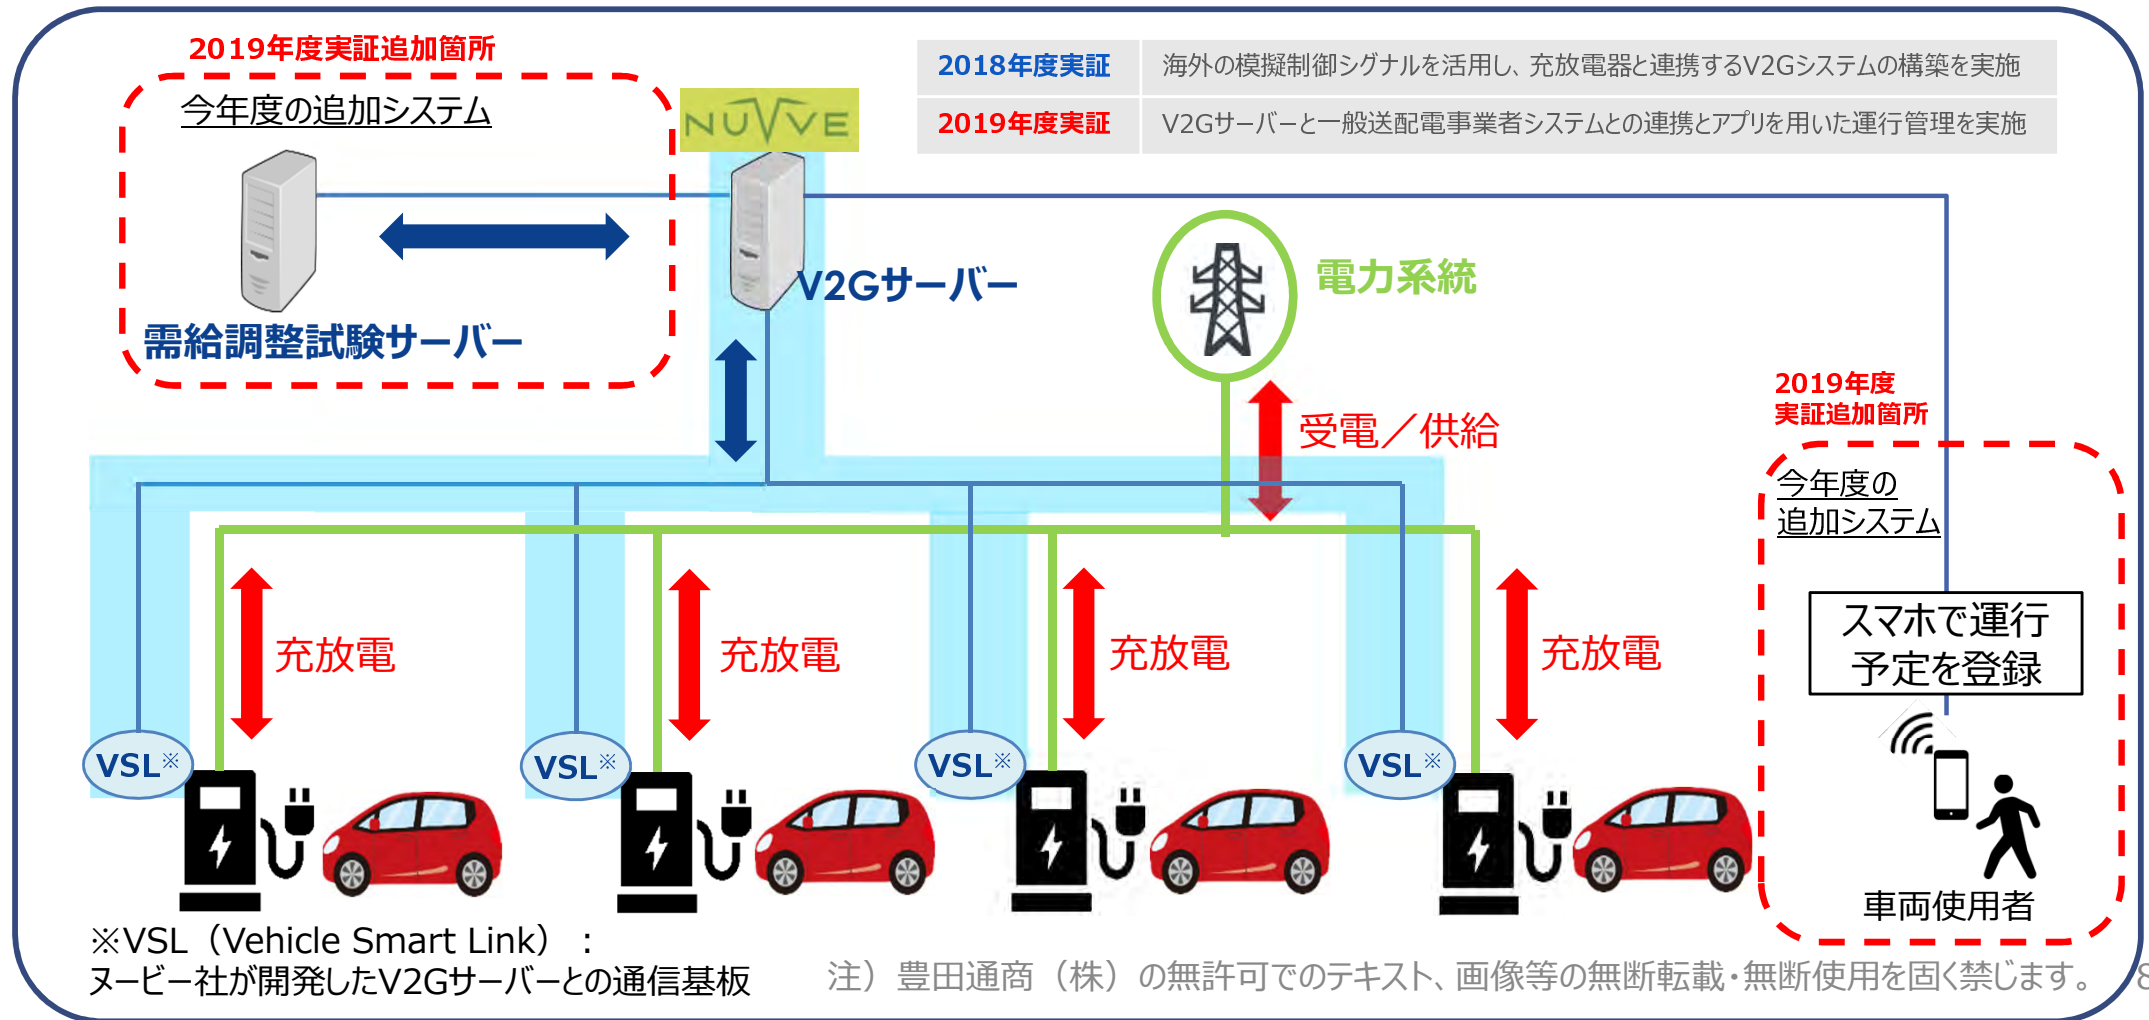 2019年度実証追加箇所
今年度の追加システム
NUVVE
2018年度実証 海外の模擬制御シグナルを活用し、充放電器と連携するV2Gシステムの構築を実施
2019年度実証 V2Gサーバーと一般送配電事業者システムとの連携とアプリを用いた運行管理を実施
V2Gサーバー
需給調整試験サーバー
電力系統
受電／供給
2019年度
実証追加箇所
今年度の
追加システム
スマホで運行
予定を登録
車両使用者
充放電
充放電
充放電
充放電
VSL※
VSL※
VSL※
VSL※
※VSL（Vehicle Smart Link）：
ヌービー社が開発したV2Gサーバーとの通信基板
注）豊田通商（株）の無許可でのテキスト、画像等の無断転載・無断使用を固く禁じます。
8